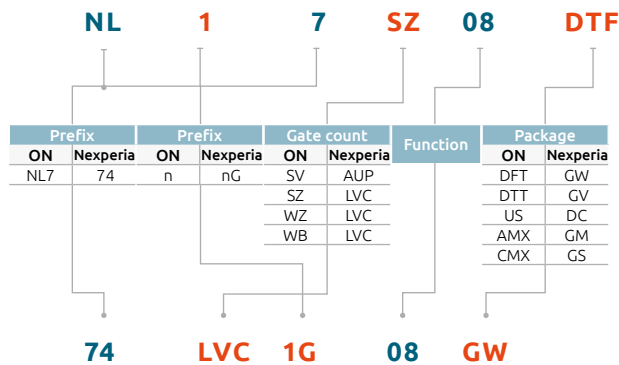 NL 1 7 SZ 08 DTF
Prefix Prefix Gate count Function Package
ON Nexperia ON Nexperia ON Nexperia ON Nexperia
NL7 74 n nG SV AUP DFT GW
SZ LVC DTT GV
WZ LVC US DC
WB LVC AMX GM
CMX GS
74 LVC 1G 08 GW